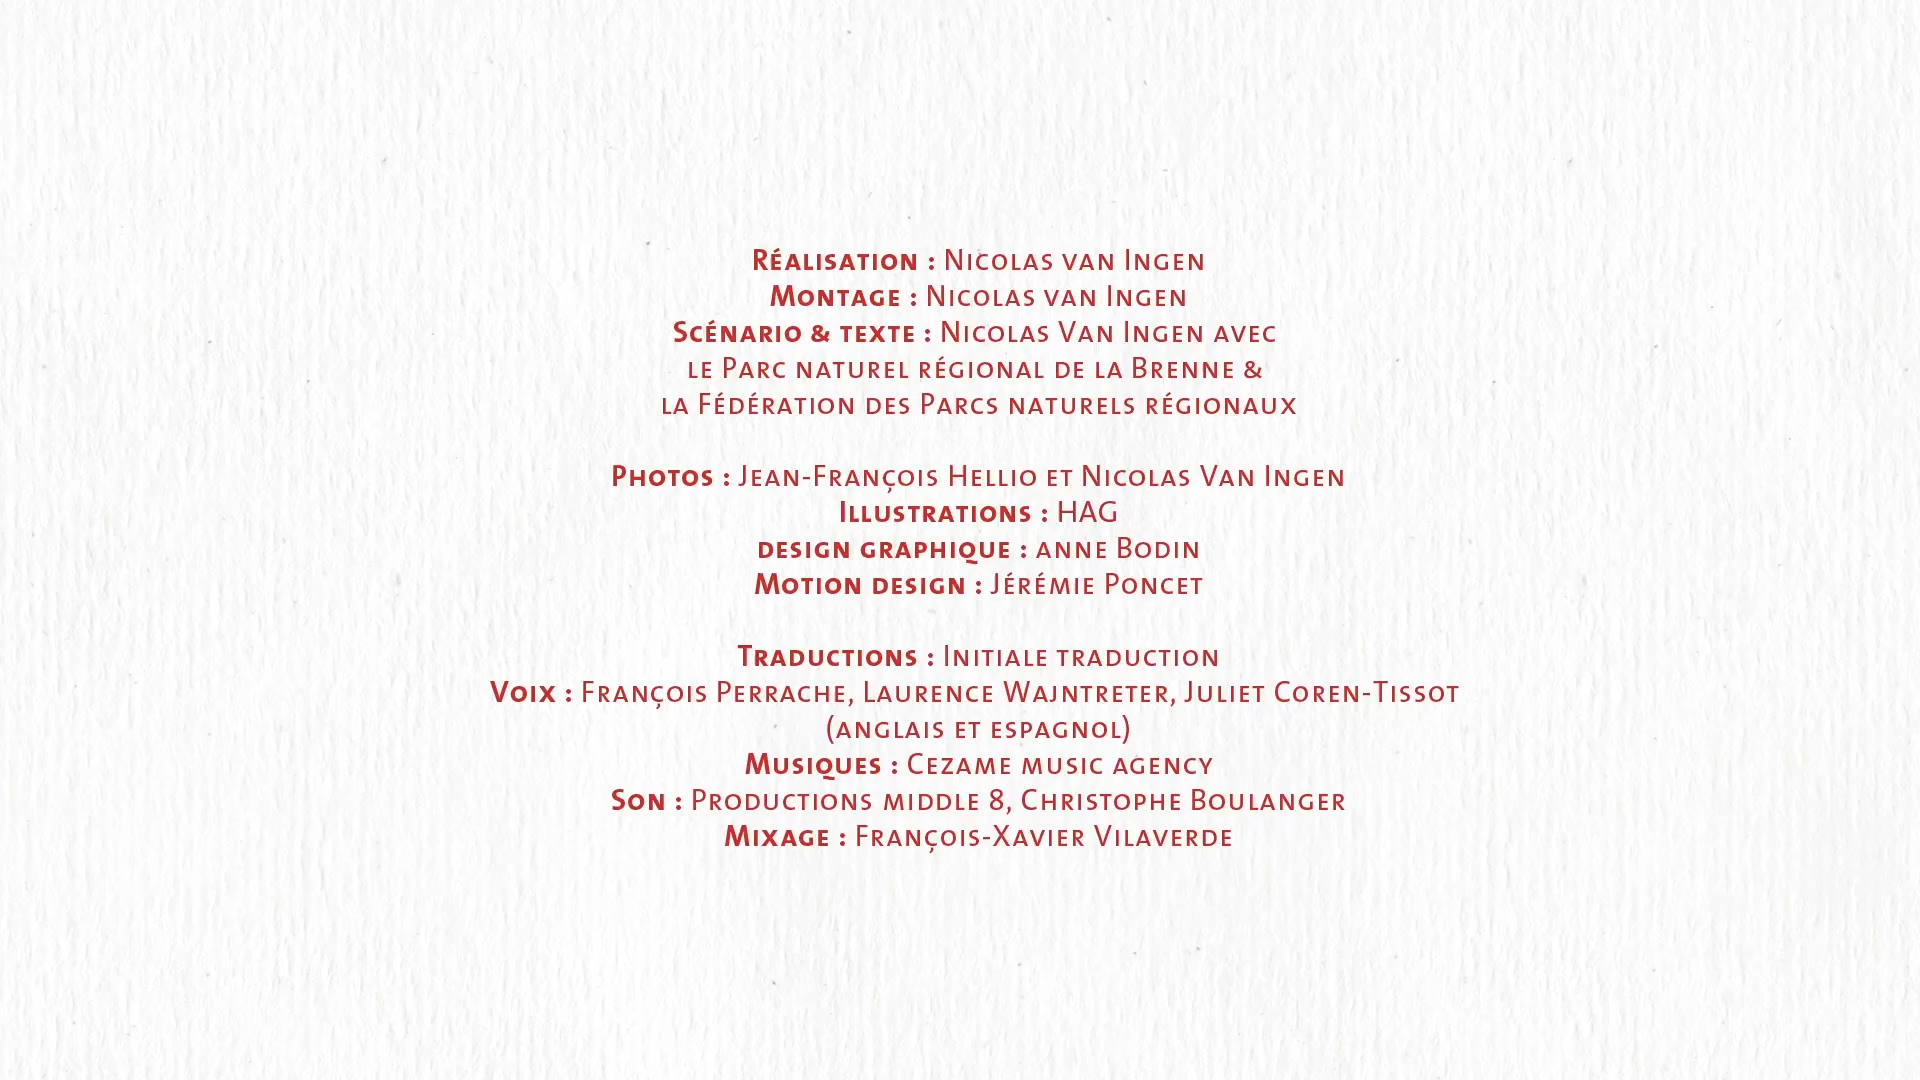 Réalisation : Nicolas van Ingen
Montage : Nicolas van Ingen
Scénario & texte : Nicolas Van Ingen avec
le Parc naturel régional de la Brenne &
la Fédération des Parcs naturels régionaux
Photos : Jean-François Hellio et Nicolas Van Ingen
Illustrations : HAG
design graphique : anne Bodin
Motion design : Jérémie Poncet
Traductions : Initiale traduction
Voix : François Perrache, Laurence Wajntreter, Juliet Coren-Tissot
(anglais et espagnol)
Musiques : Cezame music agency
Son : Productions middle 8, Christophe Boulanger
Mixage : François-Xavier Vilaverde